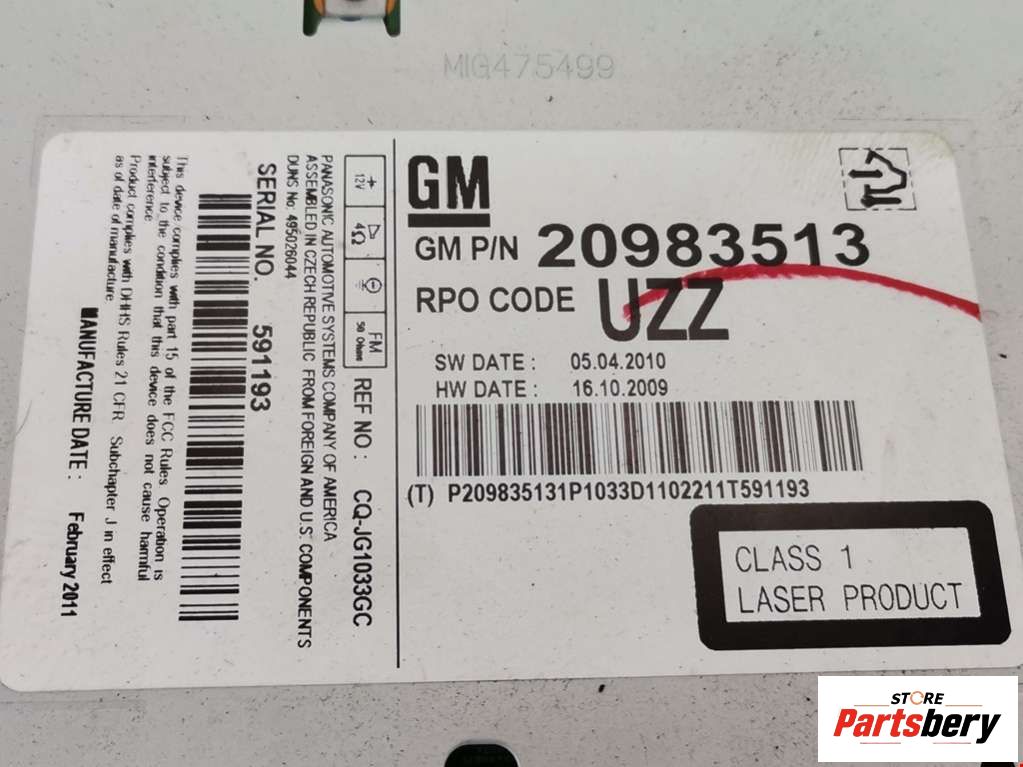 MIG475499
GM
GM P/N 20983513
RPO CODE UZZ
SW DATE : 05.04.2010
HW DATE : 16.10.2009
(T) P209835131P1033D1102211T591193
CLASS 1
LASER PRODUCT
+ 12V
4Ω
FM 50 Ohms
REF NO : CQ-JG1033GC
PANASONIC AUTOMOTIVE SYSTEMS COMPANY OF AMERICA
ASSEMBLED IN CZECH REPUBLIC FROM FOREIGN AND U.S. COMPONENTS
DUNS No: 495026044
SERIAL NO. 591193
This device complies with part 15 of the FCC Rules. Operation is
subject to the condition that this device does not cause harmful
interference
Product complies with DHHS Rules 21 CFR Subchapter J in effect
as of date of manufacture.
MANUFACTURE DATE : February 2011
STORE
Partsbery